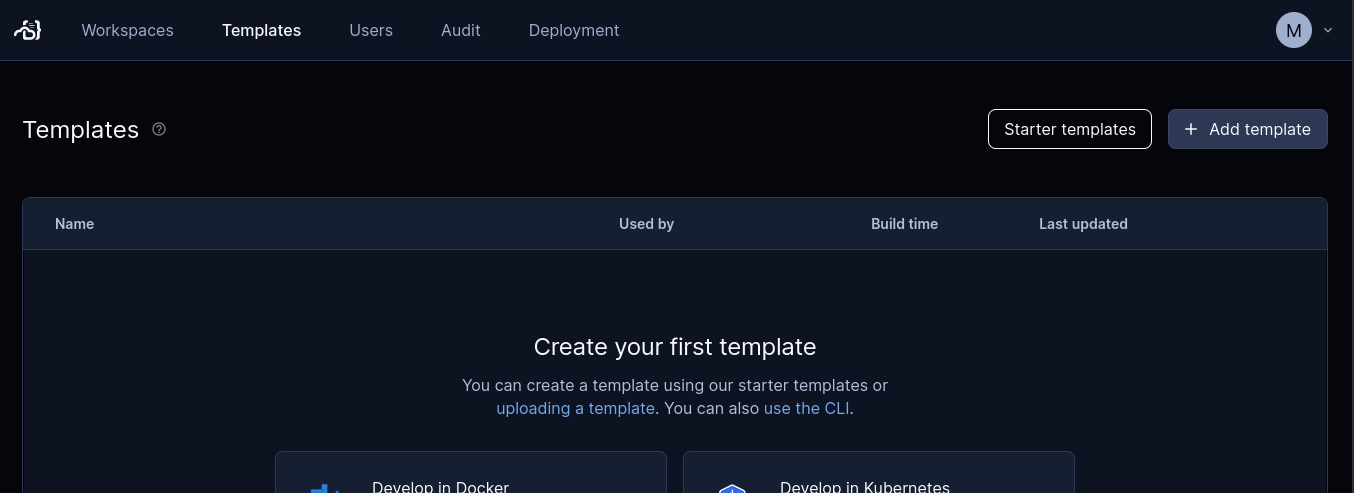 Workspaces Templates Users Audit Deployment M
Templates
Starter templates + Add template
Name Used by Build time Last updated
Create your first template
You can create a template using our starter templates or
uploading a template. You can also use the CLI.
Develop in Docker Develop in Kubernetes